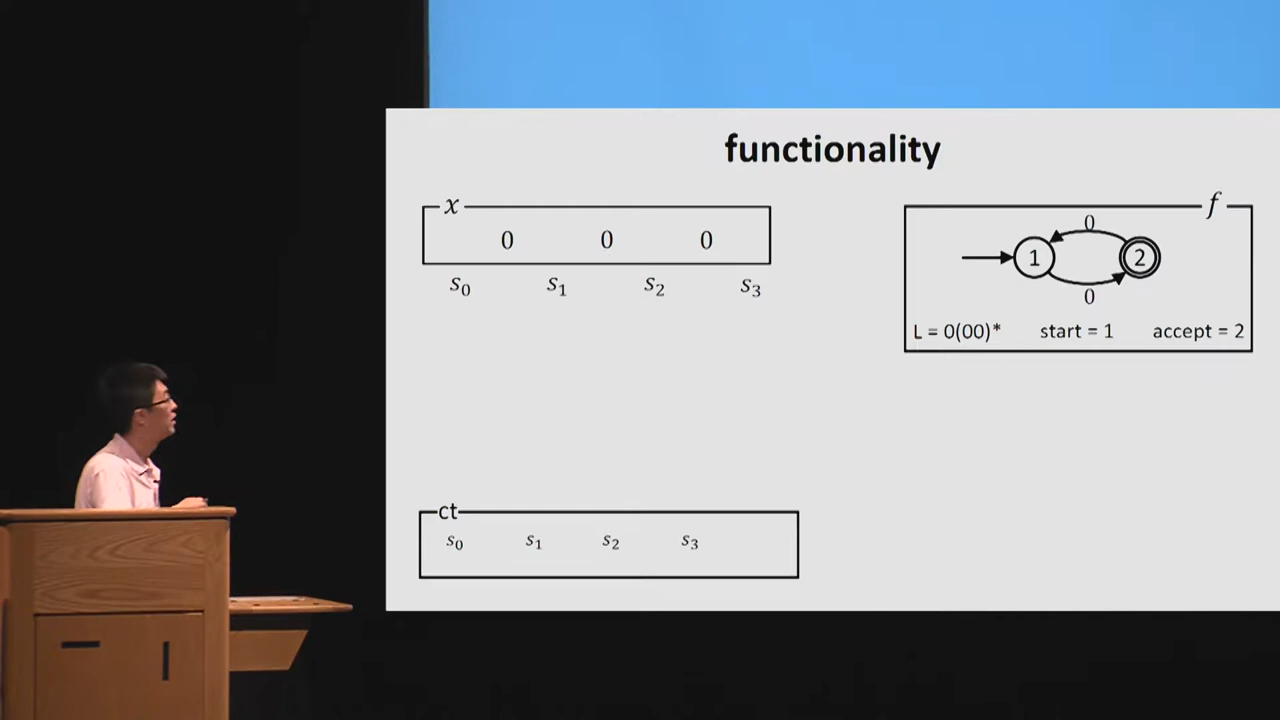 functionality
x
0 0 0
s0 s1 s2 s3
f
0
1 2
0
L = 0(00)* start = 1 accept = 2
ct
s0 s1 s2 s3